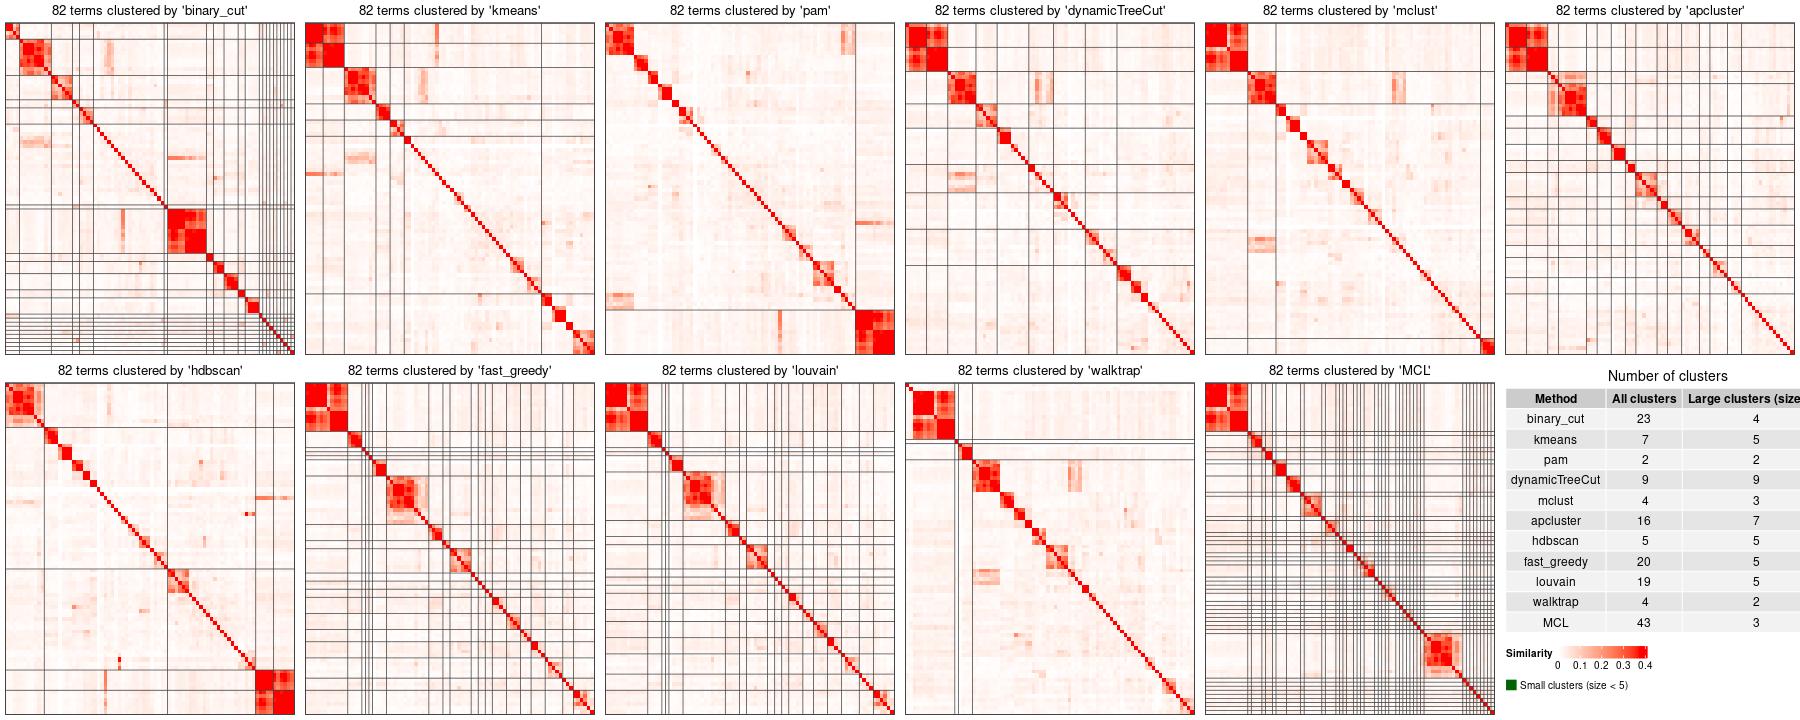 82 terms clustered by 'binary_cut'
82 terms clustered by 'kmeans'
82 terms clustered by 'pam'
82 terms clustered by 'dynamicTreeCut'
82 terms clustered by 'mclust'
82 terms clustered by 'apcluster'
82 terms clustered by 'hdbscan'
82 terms clustered by 'fast_greedy'
82 terms clustered by 'louvain'
82 terms clustered by 'walktrap'
82 terms clustered by 'MCL'
Number of clusters
Method All clusters Large clusters (size
binary_cut 23 4
kmeans 7 5
pam 2 2
dynamicTreeCut 9 9
mclust 4 3
apcluster 16 7
hdbscan 5 5
fast_greedy 20 5
louvain 19 5
walktrap 4 2
MCL 43 3
Similarity
0 0.1 0.2 0.3 0.4
Small clusters (size < 5)